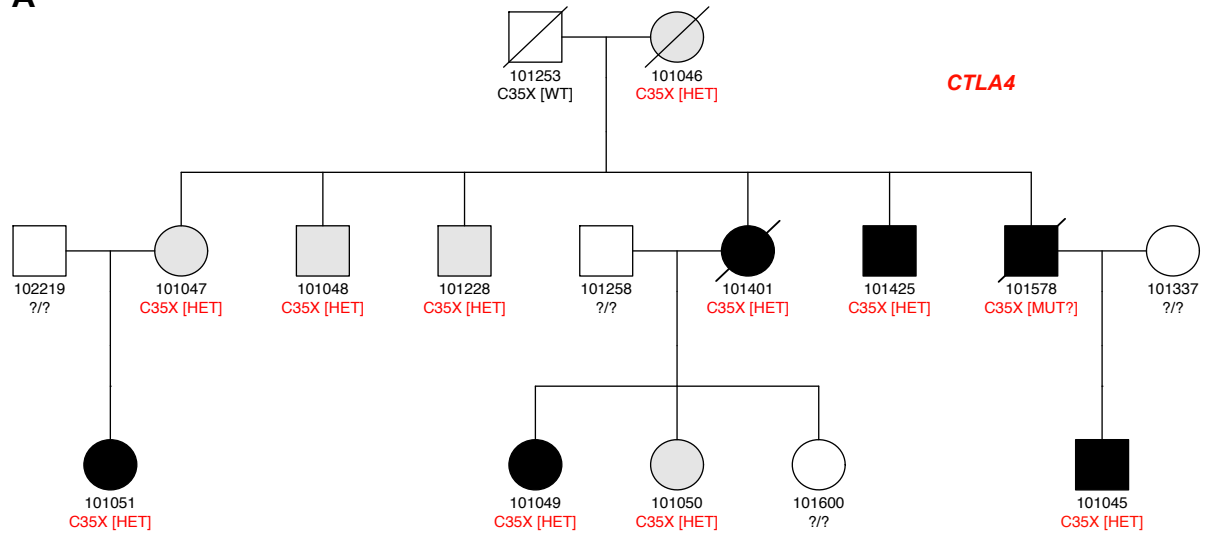 A
101253
C35X [WT]
101046
C35X [HET]
CTLA4
102219
?/?
101047
C35X [HET]
101048
C35X [HET]
101228
C35X [HET]
101258
?/?
101401
C35X [HET]
101425
C35X [HET]
101578
C35X [MUT?]
101337
?/?
101051
C35X [HET]
101049
C35X [HET]
101050
C35X [HET]
101600
?/?
101045
C35X [HET]